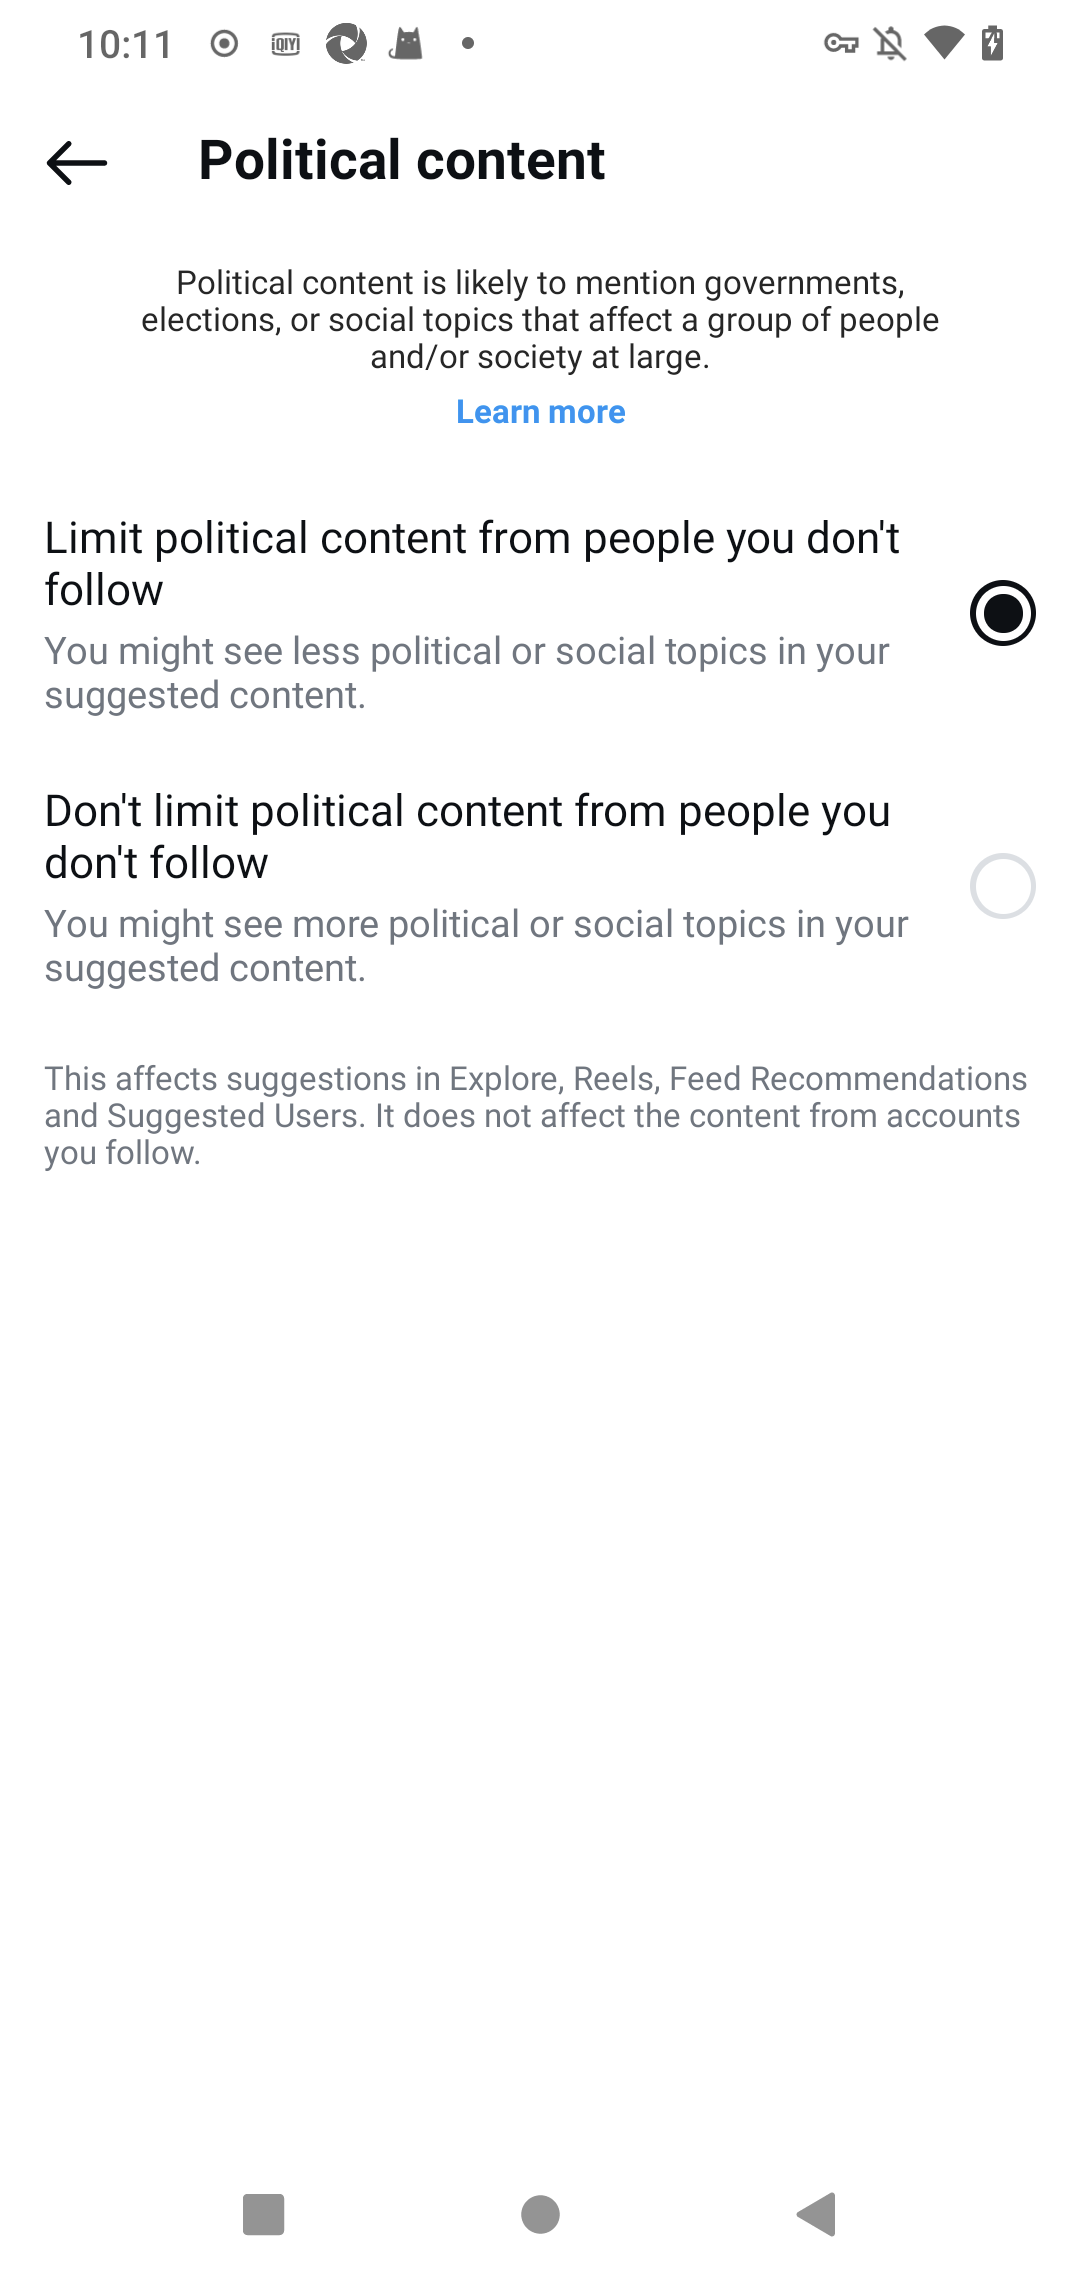 10:11
iQIYI
Political content
Political content is likely to mention governments,
elections, or social topics that affect a group of people
and/or society at large.
Learn more
Limit political content from people you don't
follow
You might see less political or social topics in your
suggested content.
Don't limit political content from people you
don't follow
You might see more political or social topics in your
suggested content.
This affects suggestions in Explore, Reels, Feed Recommendations
and Suggested Users. It does not affect the content from accounts
you follow.